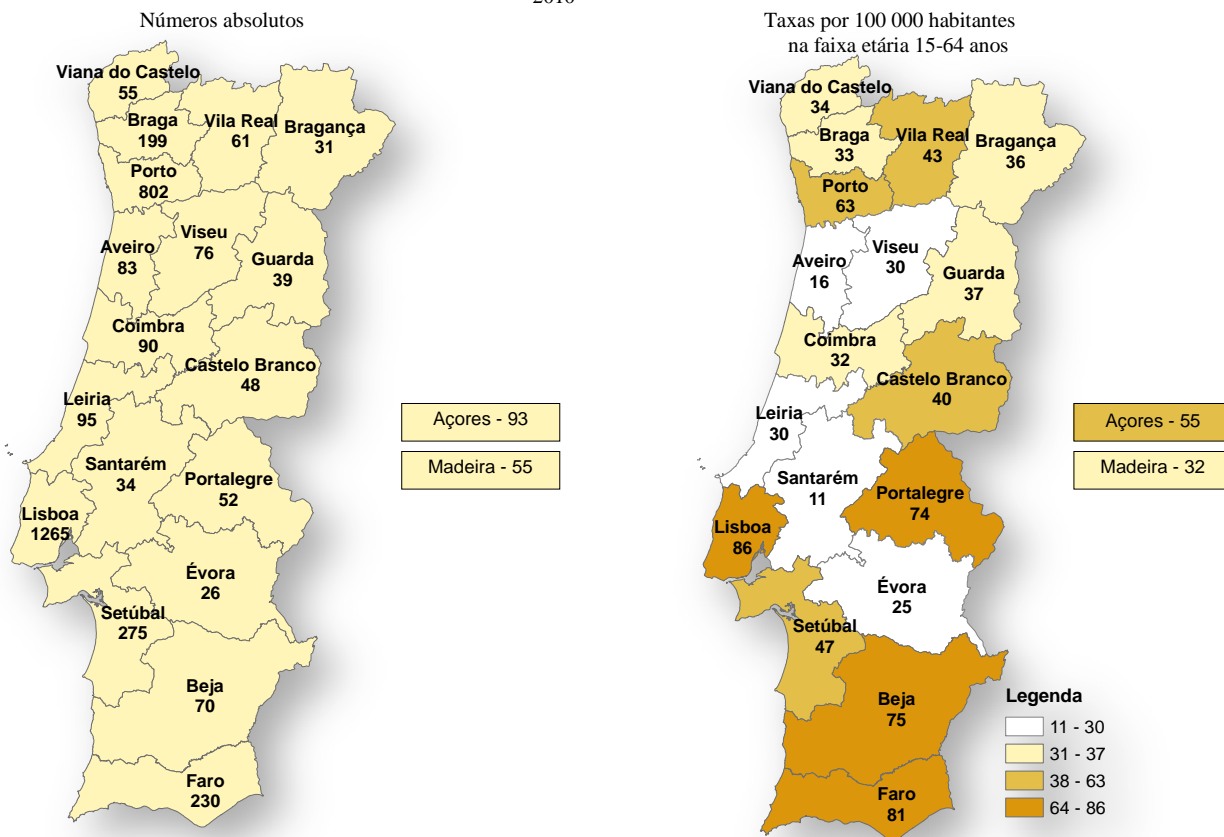 2016
Números absolutos
Viana do Castelo
55
Braga
199
Vila Real
61
Bragança
31
Porto
802
Aveiro
83
Viseu
76
Guarda
39
Coimbra
90
Castelo Branco
48
Leiria
95
Santarém
34
Portalegre
52
Lisboa
1265
Évora
26
Setúbal
275
Beja
70
Faro
230
Açores - 93
Madeira - 55
Taxas por 100 000 habitantes
na faixa etária 15-64 anos
Viana do Castelo
34
Braga
33
Vila Real
43
Bragança
36
Porto
63
Aveiro
16
Viseu
30
Guarda
37
Coimbra
32
Castelo Branco
40
Leiria
30
Santarém
11
Portalegre
74
Lisboa
86
Évora
25
Setúbal
47
Beja
75
Faro
81
Açores - 55
Madeira - 32
Legenda
11 - 30
31 - 37
38 - 63
64 - 86